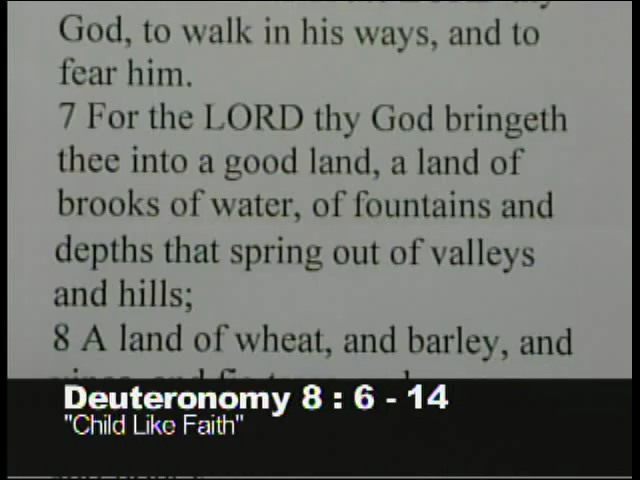 God, to walk in his ways, and to
fear him.
7 For the LORD thy God bringeth
thee into a good land, a land of
brooks of water, of fountains and
depths that spring out of valleys
and hills;
8 A land of wheat, and barley, and
Deuteronomy 8 : 6 - 14
"Child Like Faith"